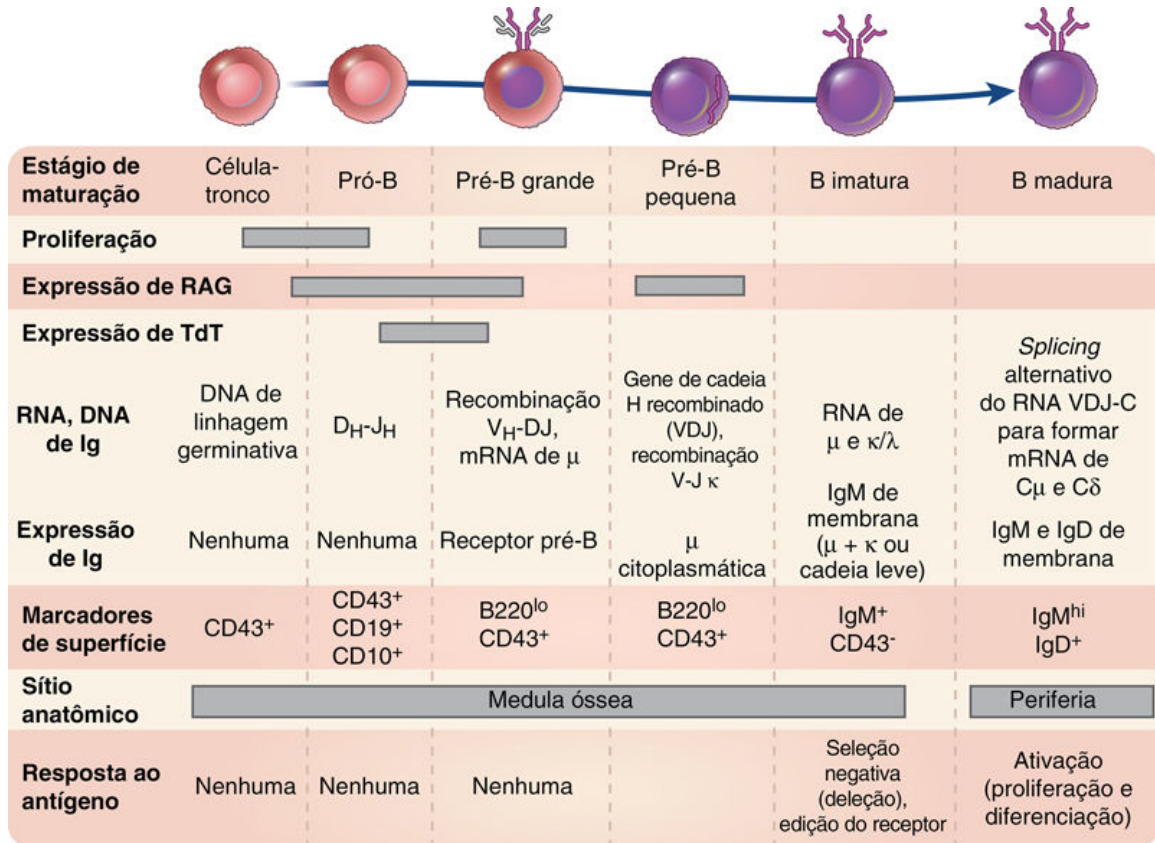 Estágio de
maturação
Célula-
tronco
Pró-B
Pré-B grande
Pré-B
pequena
B imatura
B madura
Proliferação
Expressão de RAG
Expressão de TdT
RNA, DNA
de Ig
DNA de
linhagem
germinativa
D_H-J_H
Recombinação
V_H-DJ,
mRNA de μ
Gene de cadeia
H recombinado
(VDJ),
recombinação
V-J κ
RNA de
μ e κ/λ
Splicing
alternativo
do RNA VDJ-C
para formar
mRNA de
Cμ e Cδ
Expressão
de Ig
Nenhuma
Nenhuma
Receptor pré-B
μ
citoplasmática
IgM de
membrana
(μ + κ ou
cadeia leve)
IgM e IgD de
membrana
Marcadores
de superfície
CD43⁺
CD43⁺
CD19⁺
CD10⁺
B220ˡᵒ
CD43⁺
B220ˡᵒ
CD43⁺
IgM⁺
CD43⁻
IgMʰⁱ
IgD⁺
Sítio
anatômico
Medula óssea
Periferia
Resposta ao
antígeno
Nenhuma
Nenhuma
Nenhuma
Seleção
negativa
(deleção),
edição do receptor
Ativação
(proliferação e
diferenciação)